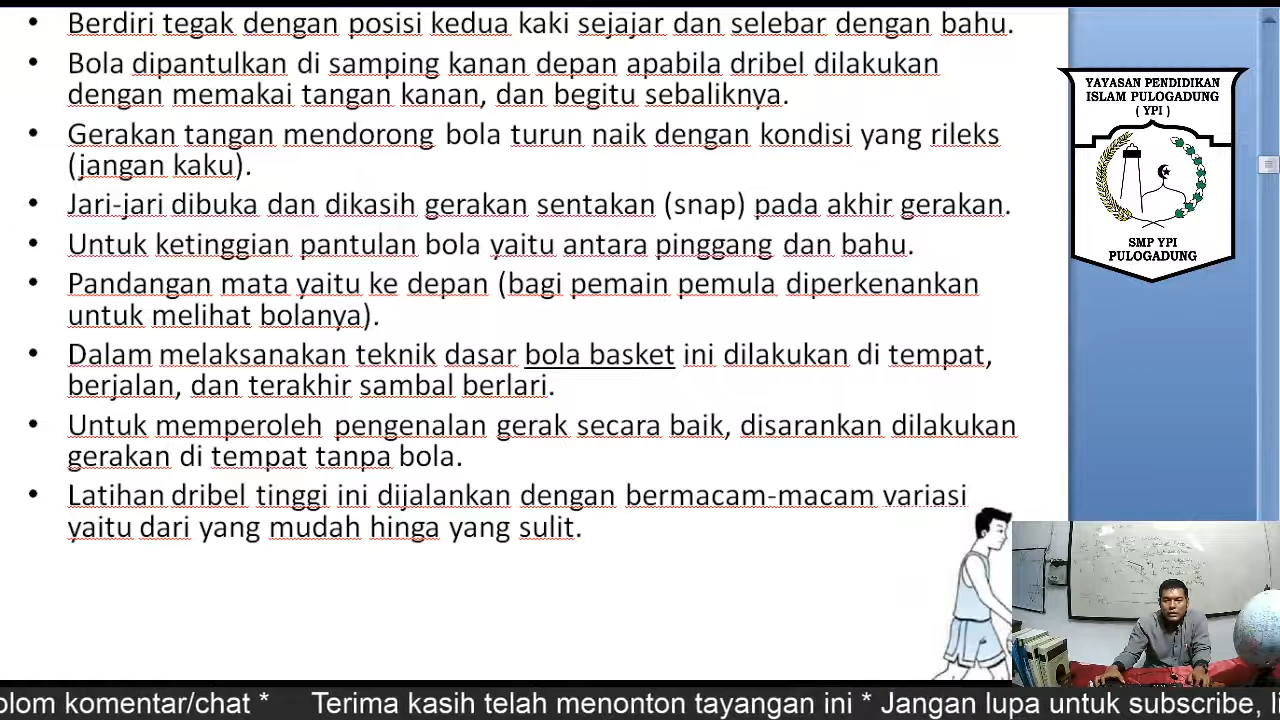 • Berdiri tegak dengan posisi kedua kaki sejajar dan selebar dengan bahu.
• Bola dipantulkan di samping kanan depan apabila dribel dilakukan
dengan memakai tangan kanan, dan begitu sebaliknya.
• Gerakan tangan mendorong bola turun naik dengan kondisi yang rileks
(jangan kaku).
• Jari-jari dibuka dan dikasih gerakan sentakan (snap) pada akhir gerakan.
• Untuk ketinggian pantulan bola yaitu antara pinggang dan bahu.
• Pandangan mata yaitu ke depan (bagi pemain pemula diperkenankan
untuk melihat bolanya).
• Dalam melaksanakan teknik dasar bola basket ini dilakukan di tempat,
berjalan, dan terakhir sambal berlari.
• Untuk memperoleh pengenalan gerak secara baik, disarankan dilakukan
gerakan di tempat tanpa bola.
• Latihan dribel tinggi ini dijalankan dengan bermacam-macam variasi
yaitu dari yang mudah hinga yang sulit.
YAYASAN PENDIDIKAN
ISLAM PULOGADUNG
( YPI )
SMP YPI
PULOGADUNG
olom komentar/chat * Terima kasih telah menonton tayangan ini * Jangan lupa untuk subscribe, l